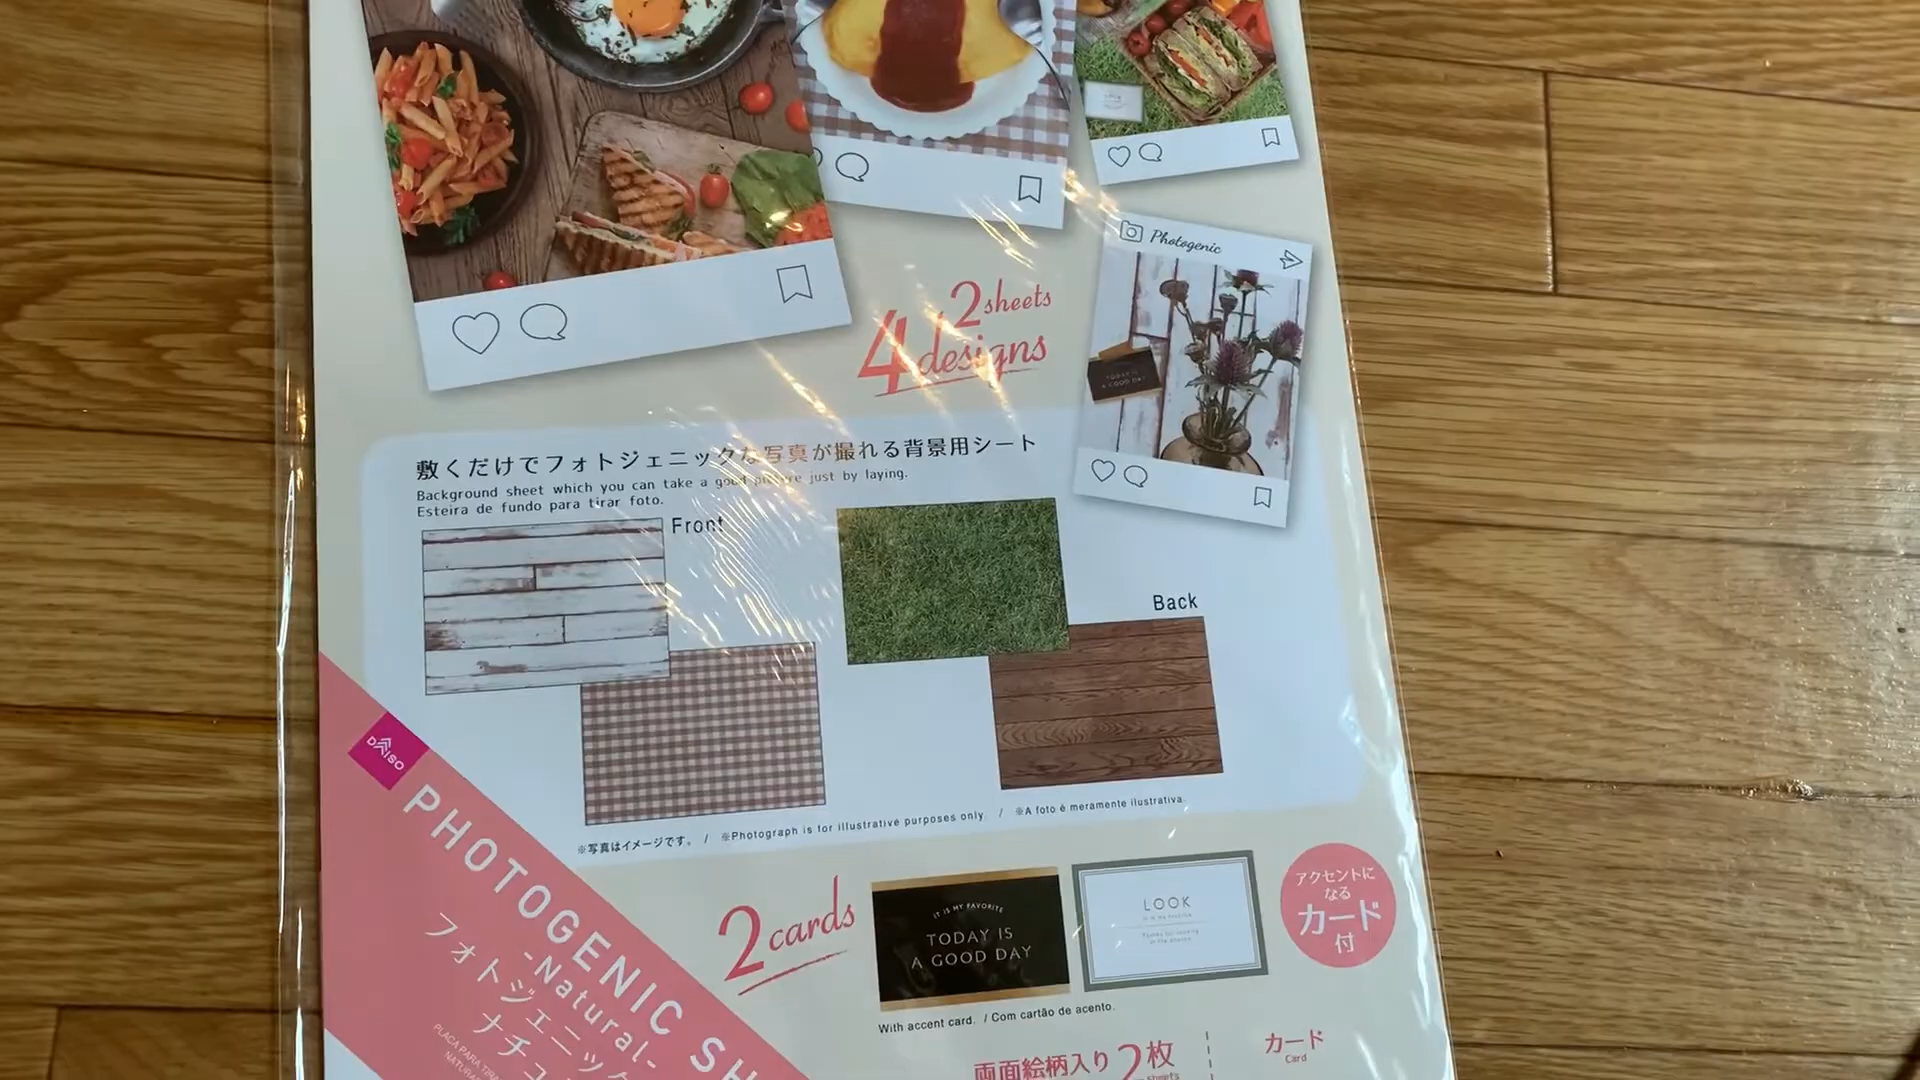 Photogenic
2 sheets
4 designs
TODAY IS
A GOOD DAY
敷くだけでフォトジェニックな写真が撮れる背景用シート
Background sheet which you can take a good picture just by laying.
Esteira de fundo para tirar foto.
Front
Back
※写真はイメージです。 / ※Photograph is for illustrative purposes only. / ※A foto é meramente ilustrativa.
DAISO
PHOTOGENIC SH
-Natural-
フォトジェニック
ナチュ
2 cards
IT IS MY FAVORITE
TODAY IS
A GOOD DAY
LOOK
アクセントに
なる
カード
付
With accent card. / Com cartão de acento.
両面絵柄入り2枚
sheets
カード
Card